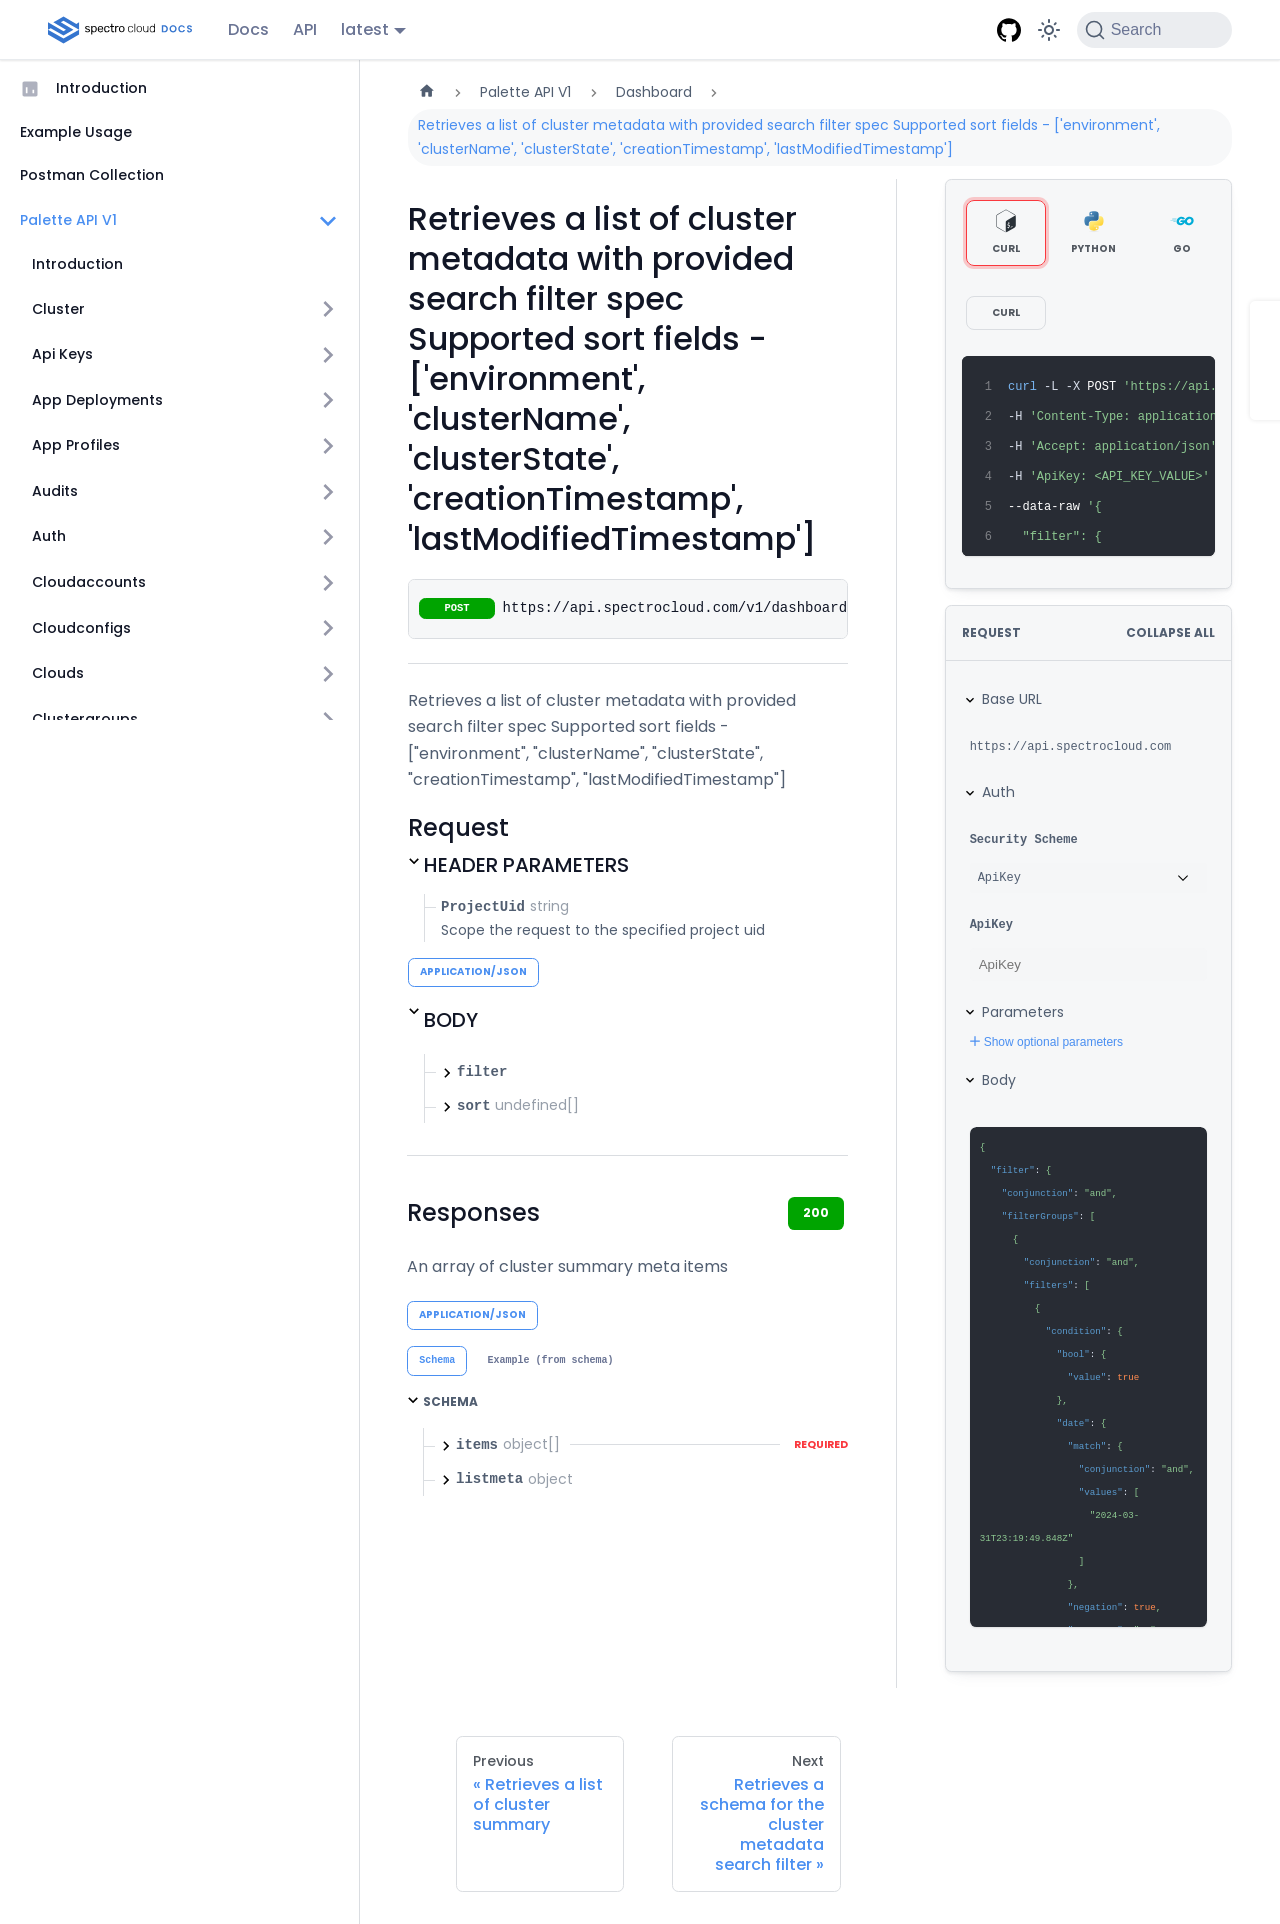 spectro cloud DOCS
Docs
API
latest
Search
Introduction
Example Usage
Postman Collection
Palette API V1
Introduction
Cluster
Api Keys
App Deployments
App Profiles
Audits
Auth
Cloudaccounts
Cloudconfigs
Clouds
Clustergroups
Palette API V1
Dashboard
Retrieves a list of cluster metadata with provided search filter spec Supported sort fields - ['environment',
'clusterName', 'clusterState', 'creationTimestamp', 'lastModifiedTimestamp']
Retrieves a list of cluster
metadata with provided
search filter spec
Supported sort fields -
['environment',
'clusterName',
'clusterState',
'creationTimestamp',
'lastModifiedTimestamp']
POST https://api.spectrocloud.com/v1/dashboard
Retrieves a list of cluster metadata with provided
search filter spec Supported sort fields -
["environment", "clusterName", "clusterState",
"creationTimestamp", "lastModifiedTimestamp"]
Request
HEADER PARAMETERS
ProjectUid string
Scope the request to the specified project uid
APPLICATION/JSON
BODY
filter
sort undefined[]
Responses
200
An array of cluster summary meta items
APPLICATION/JSON
Schema
Example (from schema)
SCHEMA
items object[]
REQUIRED
listmeta object
CURL
PYTHON
GO
CURL
1 curl -L -X POST 'https://api.
2 -H 'Content-Type: application
3 -H 'Accept: application/json'
4 -H 'ApiKey: <API_KEY_VALUE>'
5 --data-raw '{
6 "filter": {
REQUEST
COLLAPSE ALL
Base URL
https://api.spectrocloud.com
Auth
Security Scheme
ApiKey
ApiKey
ApiKey
Parameters
Show optional parameters
Body
{
"filter": {
"conjunction": "and",
"filterGroups": [
{
"conjunction": "and",
"filters": [
{
"condition": {
"bool": {
"value": true
},
"date": {
"match": {
"conjunction": "and",
"values": [
"2024-03-
31T23:19:49.848Z"
]
},
"negation": true,
Previous
« Retrieves a list
of cluster
summary
Next
Retrieves a
schema for the
cluster
metadata
search filter »